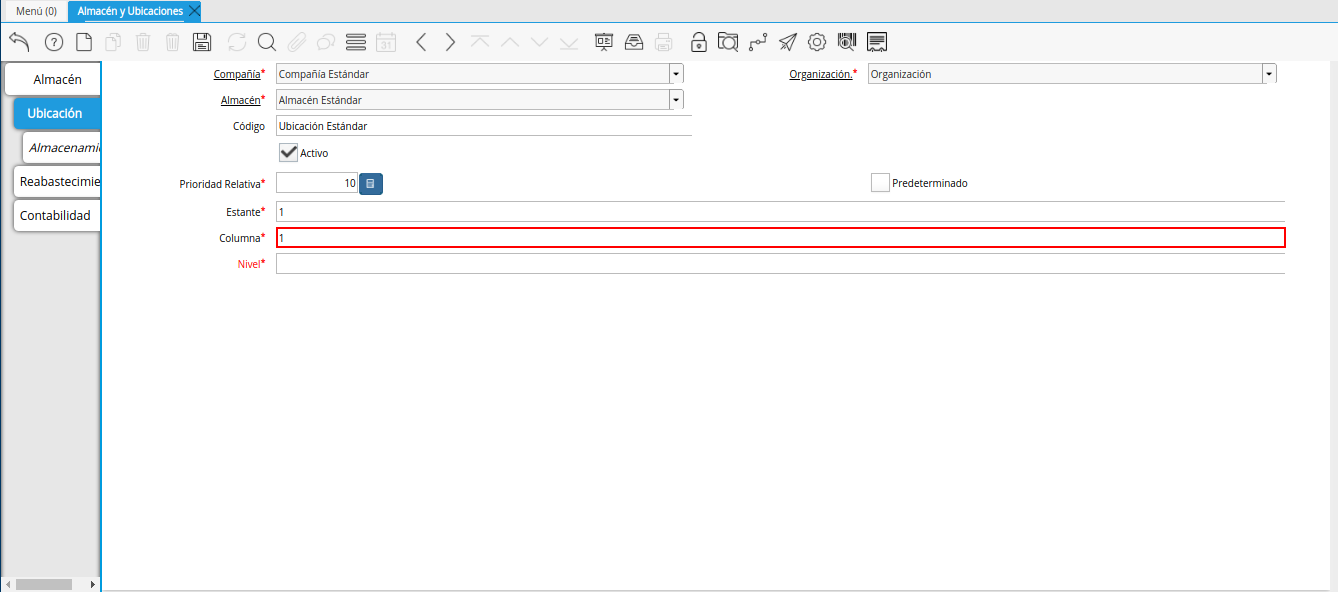 Menú (0)
Almacén y Ubicaciones
31
Almacén
Ubicación
Almacenami
Reabastecimie
Contabilidad
Compañía* Compañía Estándar
Organización.* Organización
Almacén* Almacén Estándar
Código Ubicación Estándar
Activo
Prioridad Relativa* 10
Predeterminado
Estante* 1
Columna* 1
Nivel*